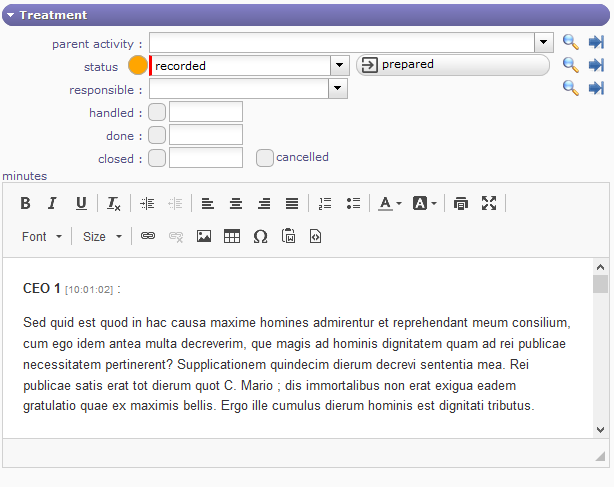 Treatment
parent activity :
status recorded prepared
responsible :
handled :
done :
closed : cancelled
minutes
B I U Tx A A
Font Size Ω
CEO 1 [10:01:02] :
Sed quid est quod in hac causa maxime homines admirentur et reprehendant meum consilium,
cum ego idem antea multa decreverim, que magis ad hominis dignitatem quam ad rei publicae
necessitatem pertinerent? Supplicationem quindecim dierum decrevi sententia mea. Rei
publicae satis erat tot dierum quot C. Mario ; dis immortalibus non erat exigua eadem
gratulatio quae ex maximis bellis. Ergo ille cumulus dierum hominis est dignitati tributus.